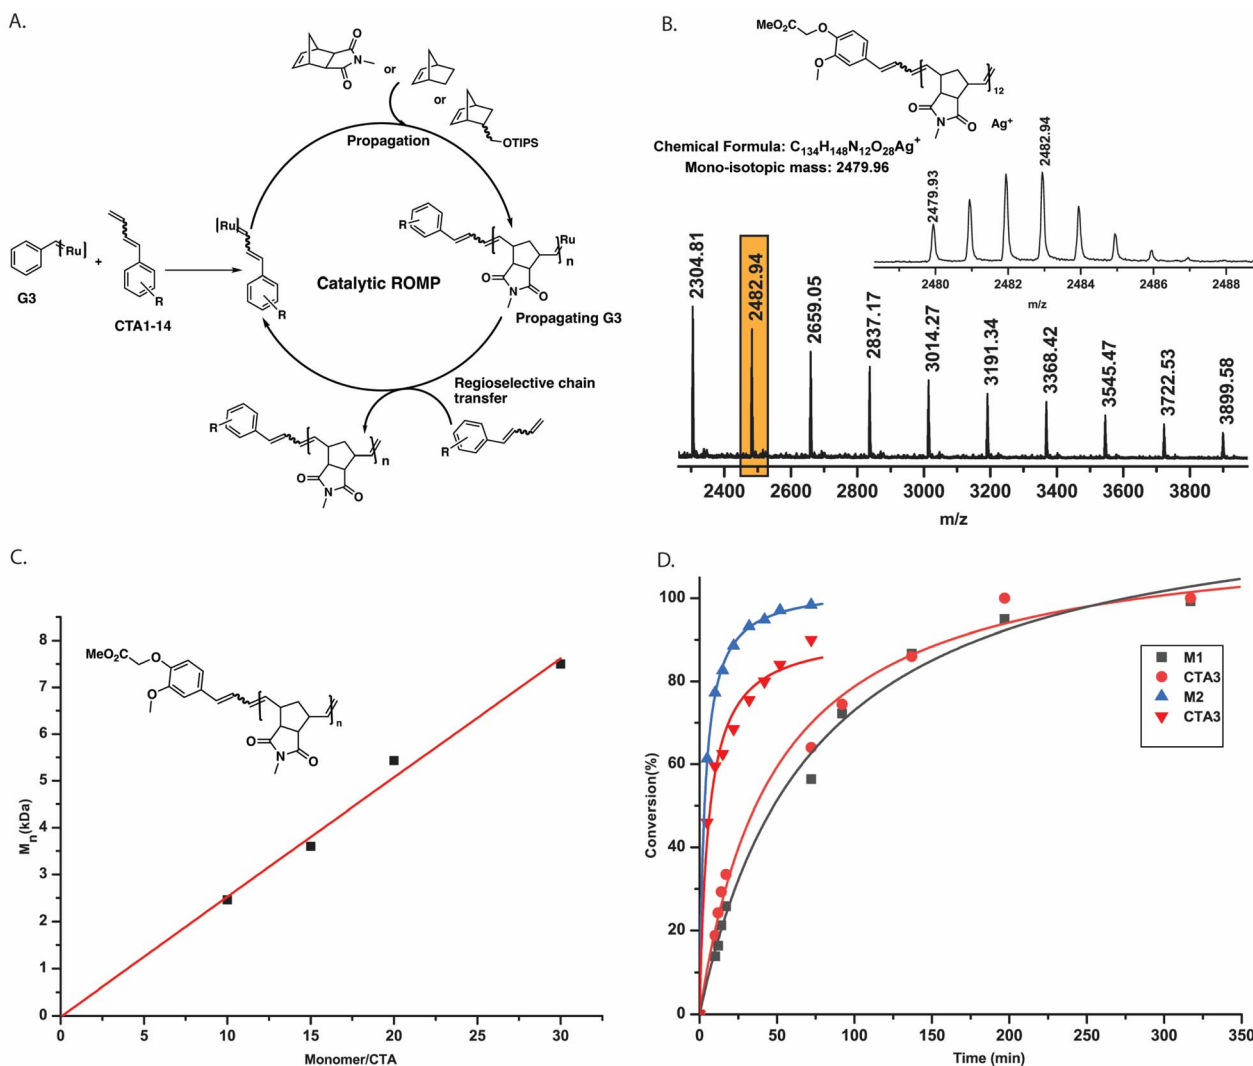 A.
O
N
O
or
or
OTIPS
Propagation
[Ru]
G3
+
R
CTA1-14
[Ru]
R
Catalytic ROMP
R
Ru
n
O
N
O
Propagating G3
Regioselective chain
transfer
R
n
O
N
O
R
B.
MeO2C
O
O
12
O
N
O
Ag+
Chemical Formula: C134H148N12O28Ag+
Mono-isotopic mass: 2479.96
2479.93
2482.94
2480
2482
2484
2486
2488
m/z
2304.81
2482.94
2659.05
2837.17
3014.27
3191.34
3368.42
3545.47
3722.53
3899.58
2400
2600
2800
3000
3200
3400
3600
3800
m/z
C.
8
7
6
5
4
3
2
1
0
Mn(kDa)
MeO2C
O
O
n
O
N
O
0
5
10
15
20
25
30
Monomer/CTA
D.
100
80
60
40
20
0
Conversion(%)
M1
CTA3
M2
CTA3
0
50
100
150
200
250
300
350
Time (min)